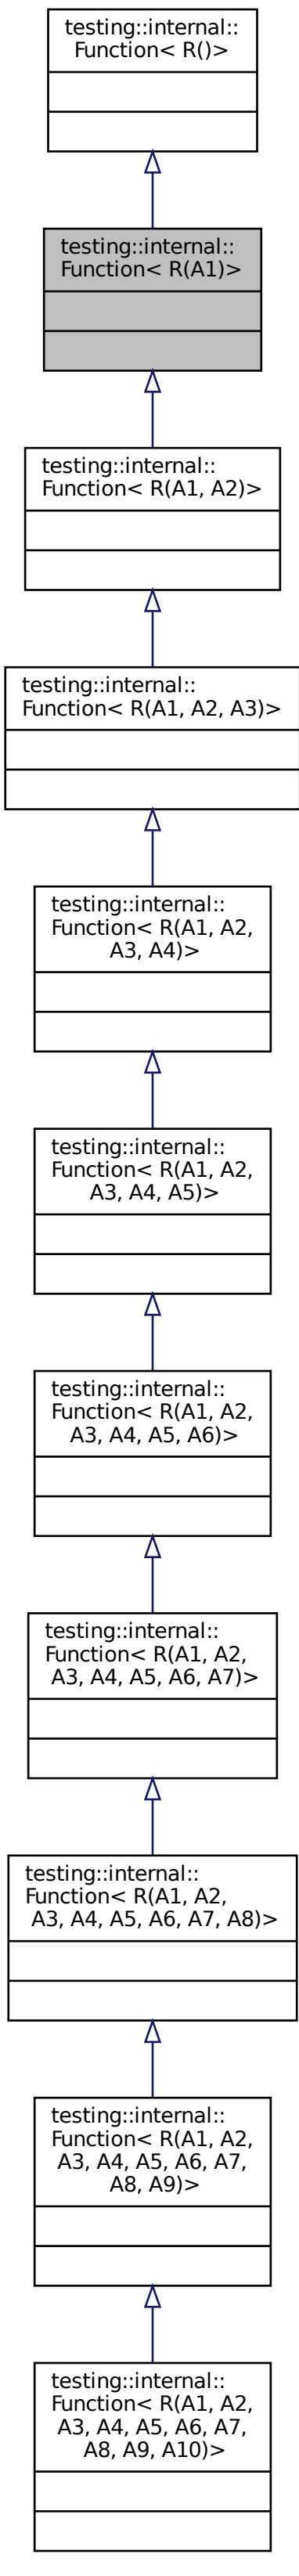 testing::internal::
Function< R()>
testing::internal::
Function< R(A1)>
testing::internal::
Function< R(A1, A2)>
testing::internal::
Function< R(A1, A2, A3)>
testing::internal::
Function< R(A1, A2,
A3, A4)>
testing::internal::
Function< R(A1, A2,
A3, A4, A5)>
testing::internal::
Function< R(A1, A2,
A3, A4, A5, A6)>
testing::internal::
Function< R(A1, A2,
A3, A4, A5, A6, A7)>
testing::internal::
Function< R(A1, A2,
A3, A4, A5, A6, A7, A8)>
testing::internal::
Function< R(A1, A2,
A3, A4, A5, A6, A7,
A8, A9)>
testing::internal::
Function< R(A1, A2,
A3, A4, A5, A6, A7,
A8, A9, A10)>